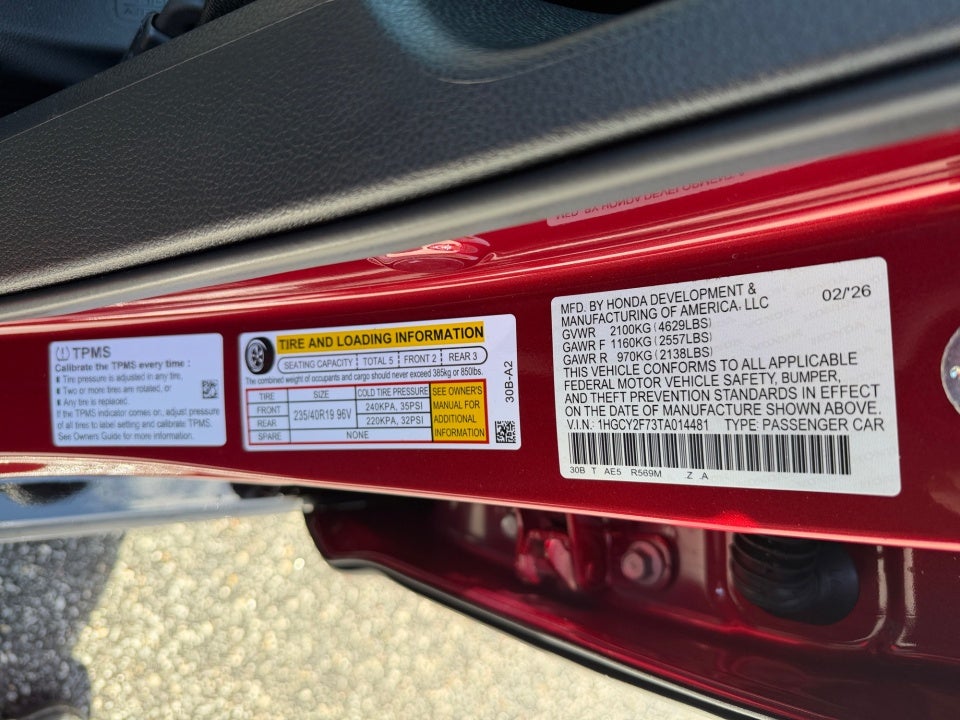 TPMS
Calibrate the TPMS every time :
Tire pressure is adjusted in any tire,
Two or more tires are rotated, or
Any tire is replaced.
If the TPMS indicator comes on, adjust pressure
of all tires to label setting and calibrate TPMS.
See Owners Guide for more information.
TIRE AND LOADING INFORMATION
SEATING CAPACITY TOTAL 5 FRONT 2 REAR 3
The combined weight of occupants and cargo should never exceed 385kg or 850lbs.
TIRE SIZE COLD TIRE PRESSURE
FRONT 235/40R19 96V 240KPA, 35PSI
REAR 220KPA, 32PSI
SPARE NONE
SEE OWNER'S
MANUAL FOR
ADDITIONAL
INFORMATION
30B-A2
MFD. BY HONDA DEVELOPMENT & 02/'26
MANUFACTURING OF AMERICA, LLC
GVWR 2100KG (4629LBS)
GAWR F 1160KG (2557LBS)
GAWR R 970KG (2138LBS)
THIS VEHICLE CONFORMS TO ALL APPLICABLE
FEDERAL MOTOR VEHICLE SAFETY, BUMPER,
AND THEFT PREVENTION STANDARDS IN EFFECT
ON THE DATE OF MANUFACTURE SHOWN ABOVE.
V.I.N.: 1HGCY2F73TA014481 TYPE: PASSENGER CAR
30B T AE5 R569M Z .A